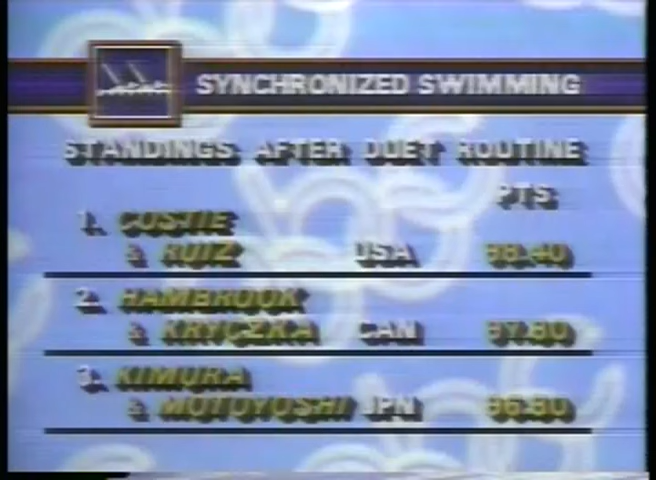 SYNCHRONIZED SWIMMING
STANDINGS AFTER DUET ROUTINE
PTS
1. COSTIE
& RUIZ USA 98.40
2. HAMBROOK
& KRYCZKA CAN 97.80
3. KIMURA
& MOTOYOSHI JPN 96.80